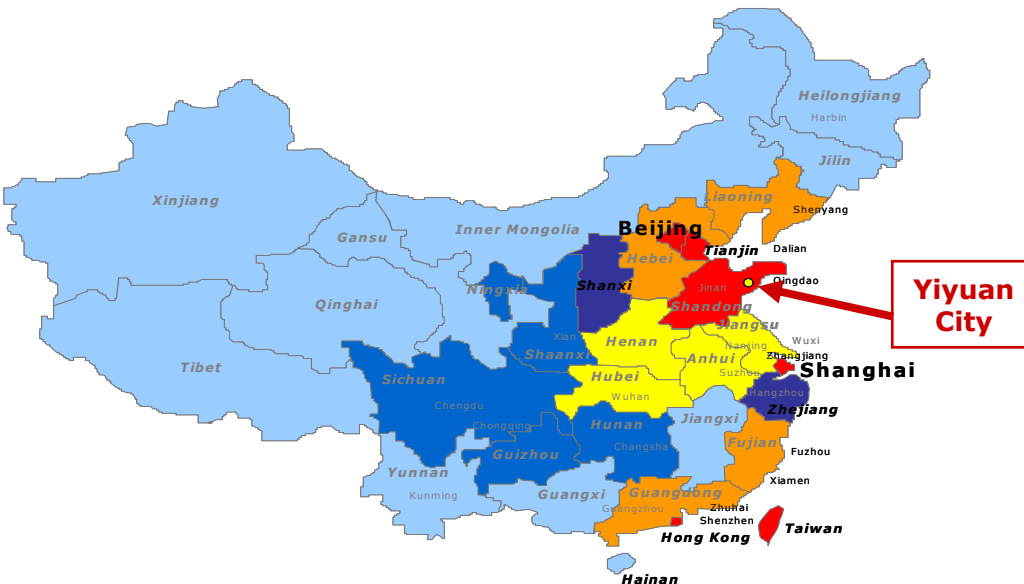 Heilongjiang
Harbin
Jilin
Xinjiang
Liaoning
Shenyang
Inner Mongolia
Beijing
Gansu
Tianjin
Dalian
Hebei
Qingdao
Ningxia
Shanxi
Jinan
Yiyuan
City
Qinghai
Shandong
Jiangsu
Xian
Henan
Nanjing
Wuxi
Shaanxi
Anhui
Zhangjiang
Tibet
Shanghai
Sichuan
Hubei
Suzhou
Wuhan
Hangzhou
Chengdu
Zhejiang
Chongqing
Hunan
Jiangxi
Changsha
Fujian
Guizhou
Fuzhou
Yunnan
Xiamen
Kunming
Guangxi
Guangdong
Guangzhou
Zhuhai
Shenzhen
Taiwan
Hong Kong
Hainan